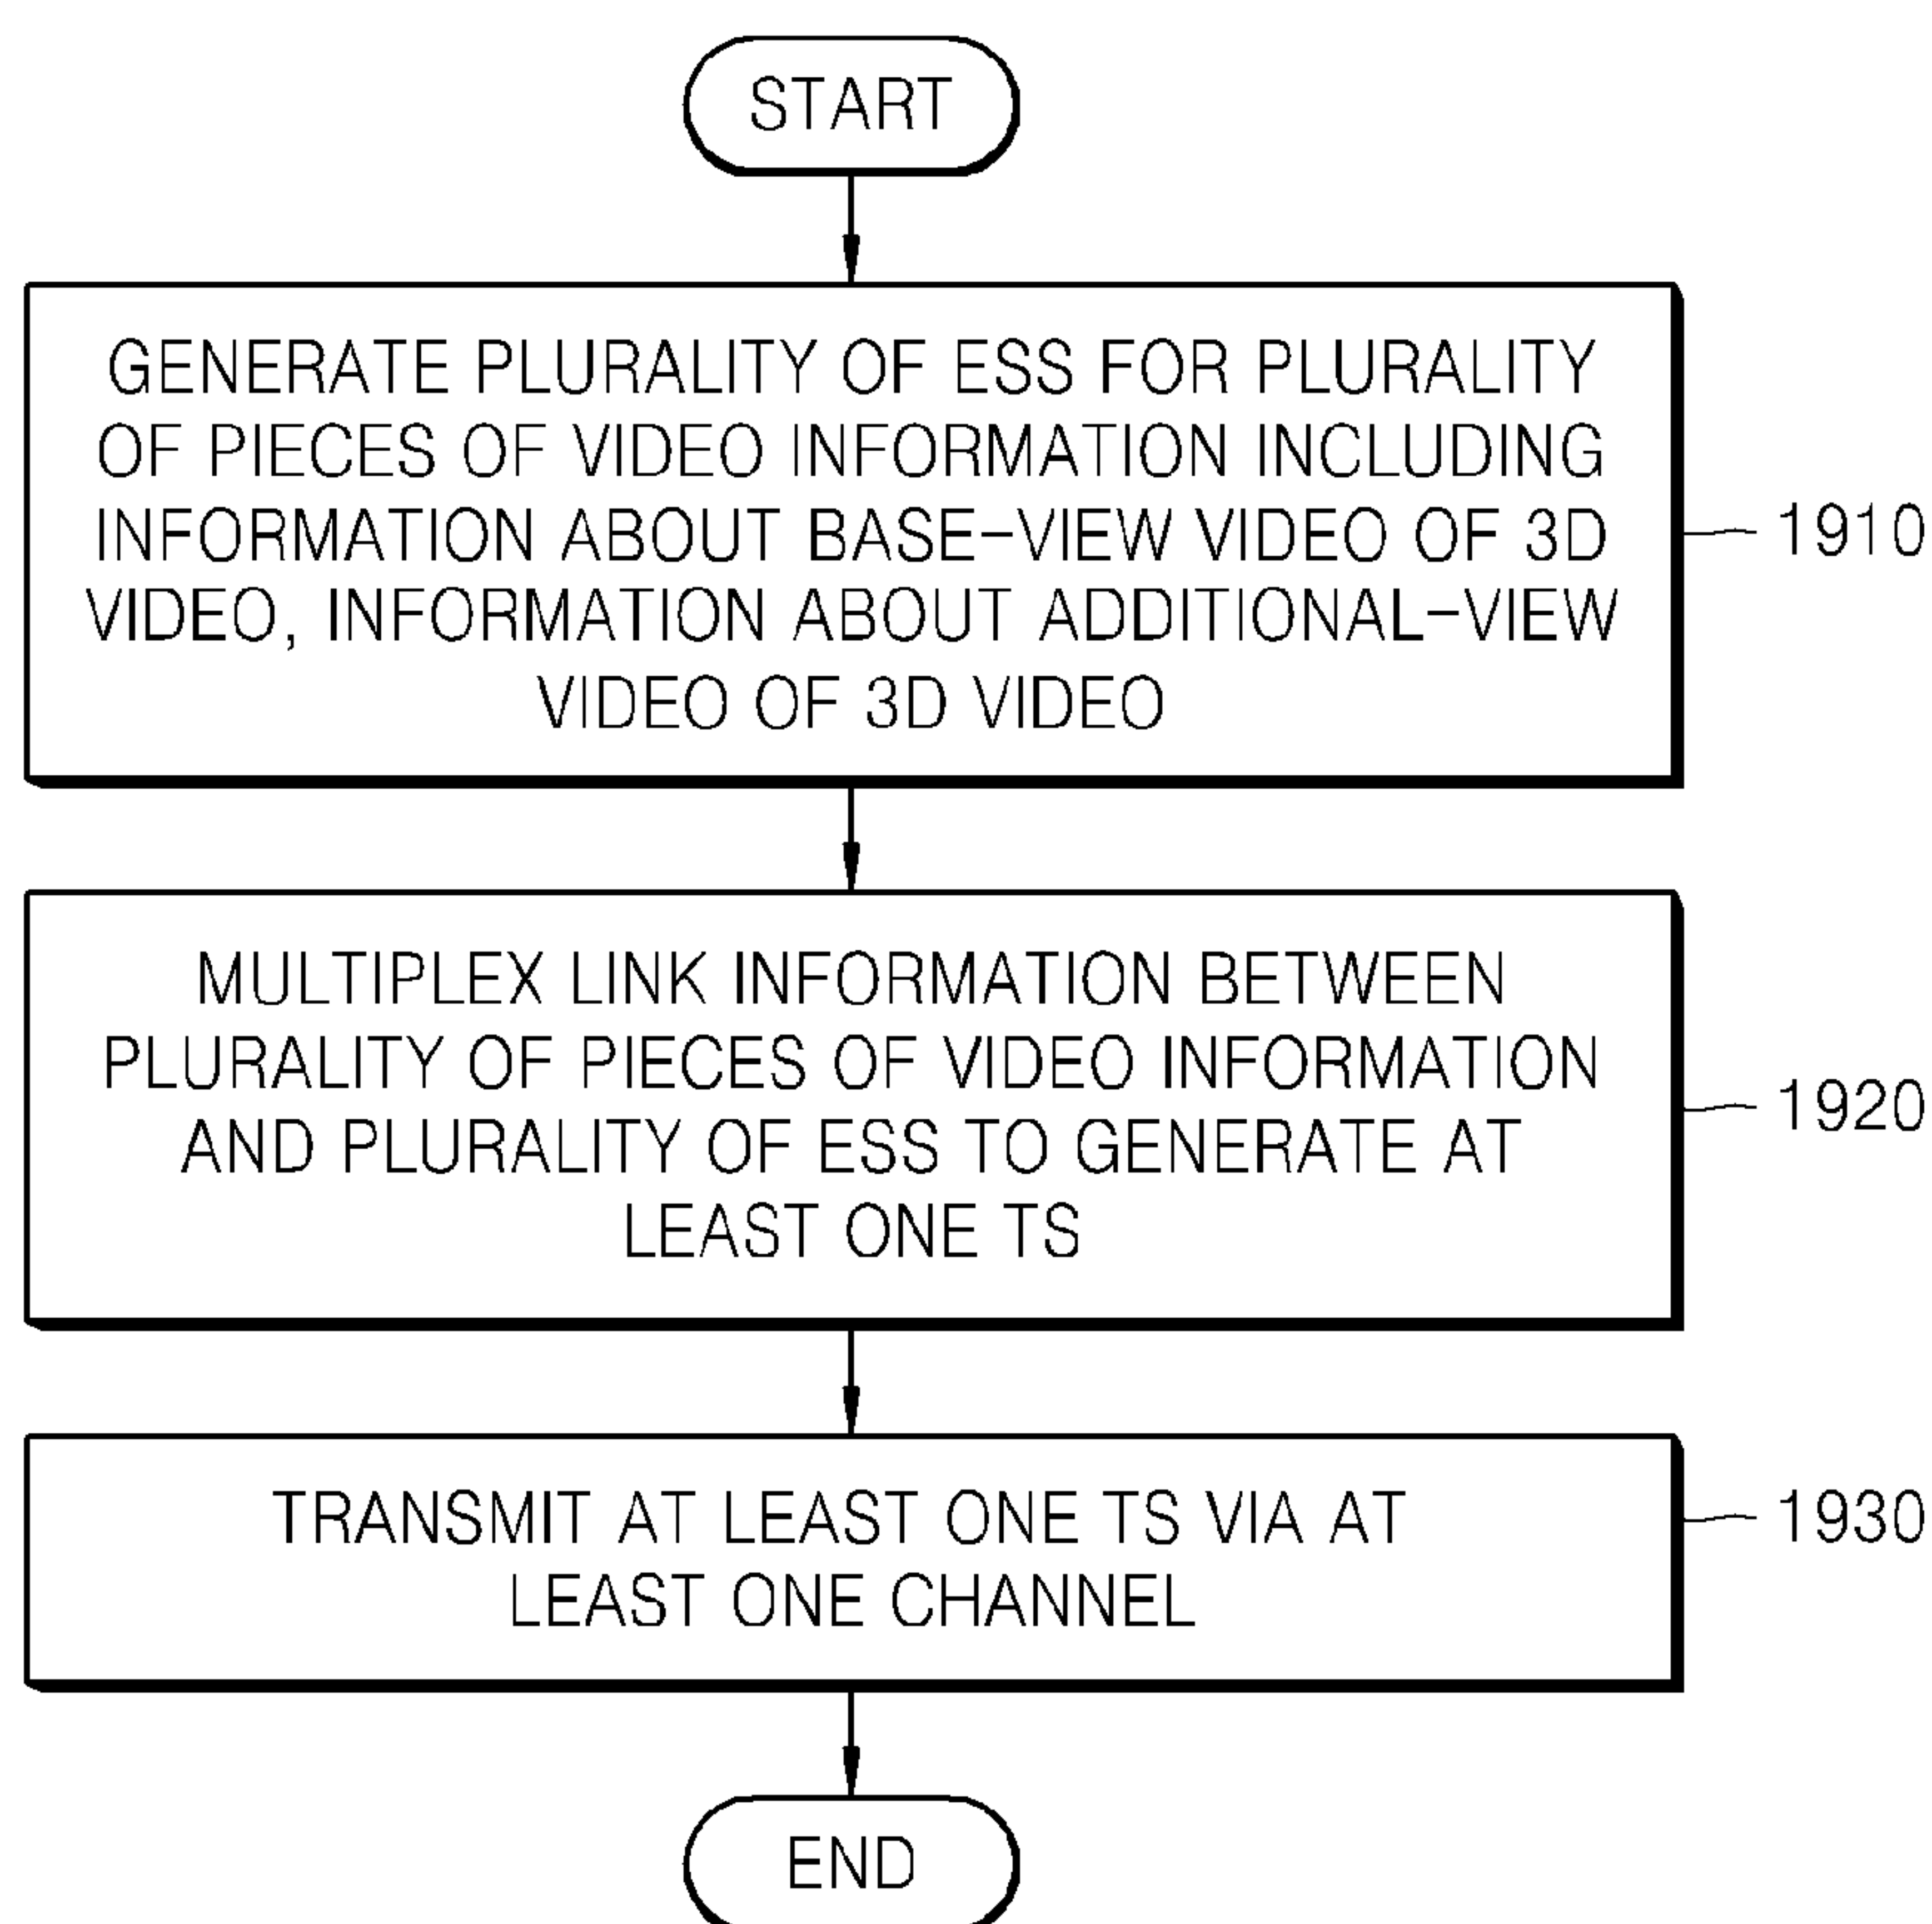 START
GENERATE PLURALITY OF ESS FOR PLURALITY
OF PIECES OF VIDEO INFORMATION INCLUDING
INFORMATION ABOUT BASE-VIEW VIDEO OF 3D
VIDEO, INFORMATION ABOUT ADDITIONAL-VIEW
VIDEO OF 3D VIDEO
1910
MULTIPLEX LINK INFORMATION BETWEEN
PLURALITY OF PIECES OF VIDEO INFORMATION
AND PLURALITY OF ESS TO GENERATE AT
LEAST ONE TS
1920
TRANSMIT AT LEAST ONE TS VIA AT
LEAST ONE CHANNEL
1930
END